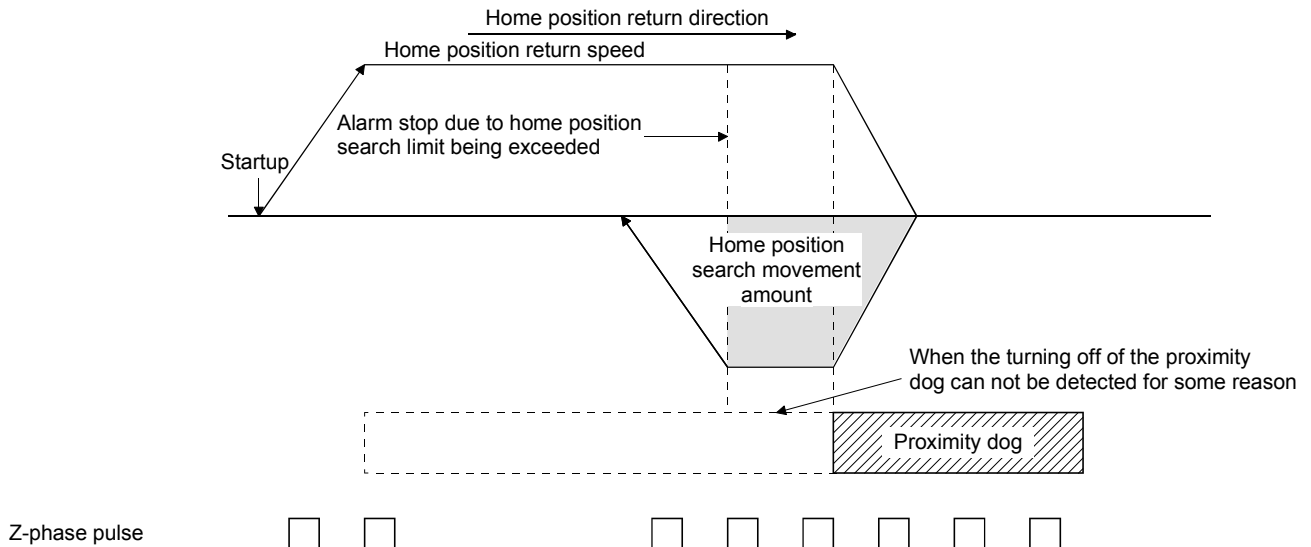 Home position return direction
Home position return speed
Alarm stop due to home position
search limit being exceeded
Startup
Home position
search movement
amount
When the turning off of the proximity
dog can not be detected for some reason
Proximity dog
Z-phase pulse